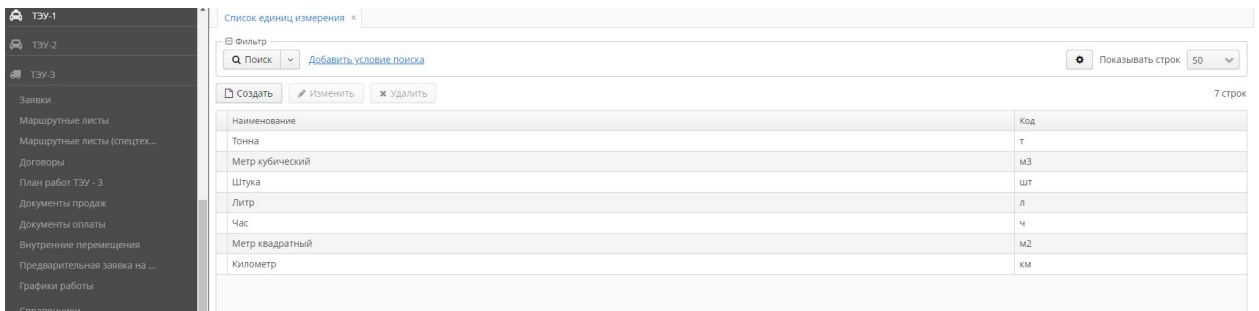 ТЭУ-1
ТЭУ-2
ТЭУ-3
Заявки
Маршрутные листы
Маршрутные листы (спецтех...
Договоры
План работ ТЭУ - 3
Документы продаж
Документы оплаты
Внутренние перемещения
Предварительная заявка на ...
Графики работы
Справочники
Список единиц измерения ×
Фильтр
Поиск Добавить условие поиска Показывать строк 50
Создать Изменить Удалить 7 строк
Наименование Код
Тонна т
Метр кубический м3
Штука шт
Литр л
Час ч
Метр квадратный м2
Километр км